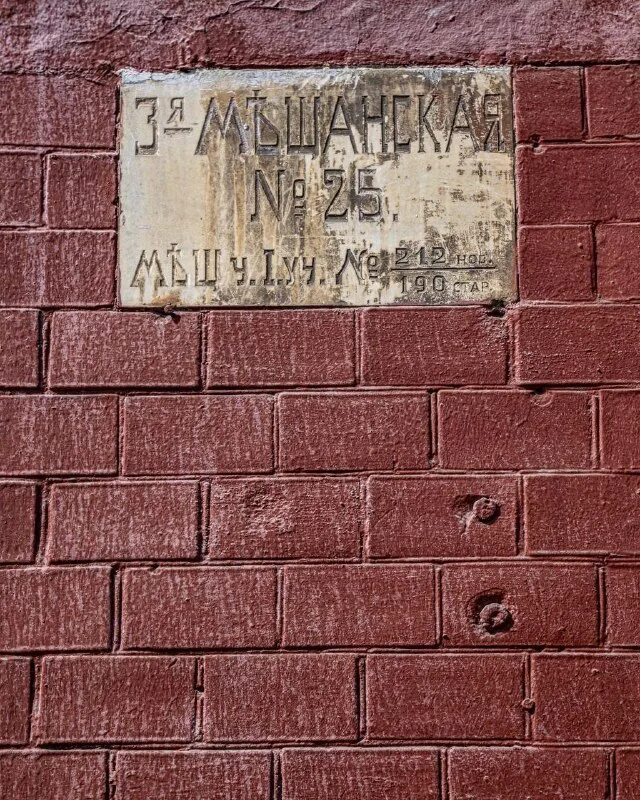 3я МѢЩАНСКАЯ
№ 25.
МѢЩ у. I уч. № 212 НОВ.
190 СТАР.